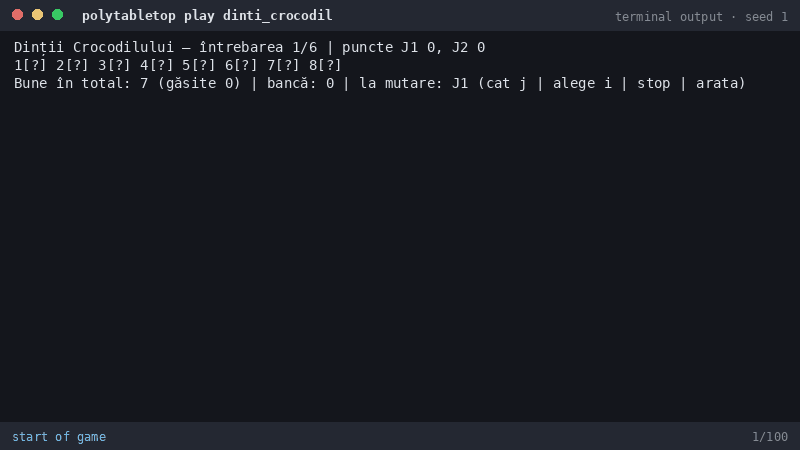 polytabletop play dinti_crocodil
terminal output · seed 1
Dinții Crocodilului — întrebarea 1/6 | puncte J1 0, J2 0
1[?] 2[?] 3[?] 4[?] 5[?] 6[?] 7[?] 8[?]
Bune în total: 7 (găsite 0) | bancă: 0 | la mutare: J1 (cat j | alege i | stop | arata)
start of game
1/100